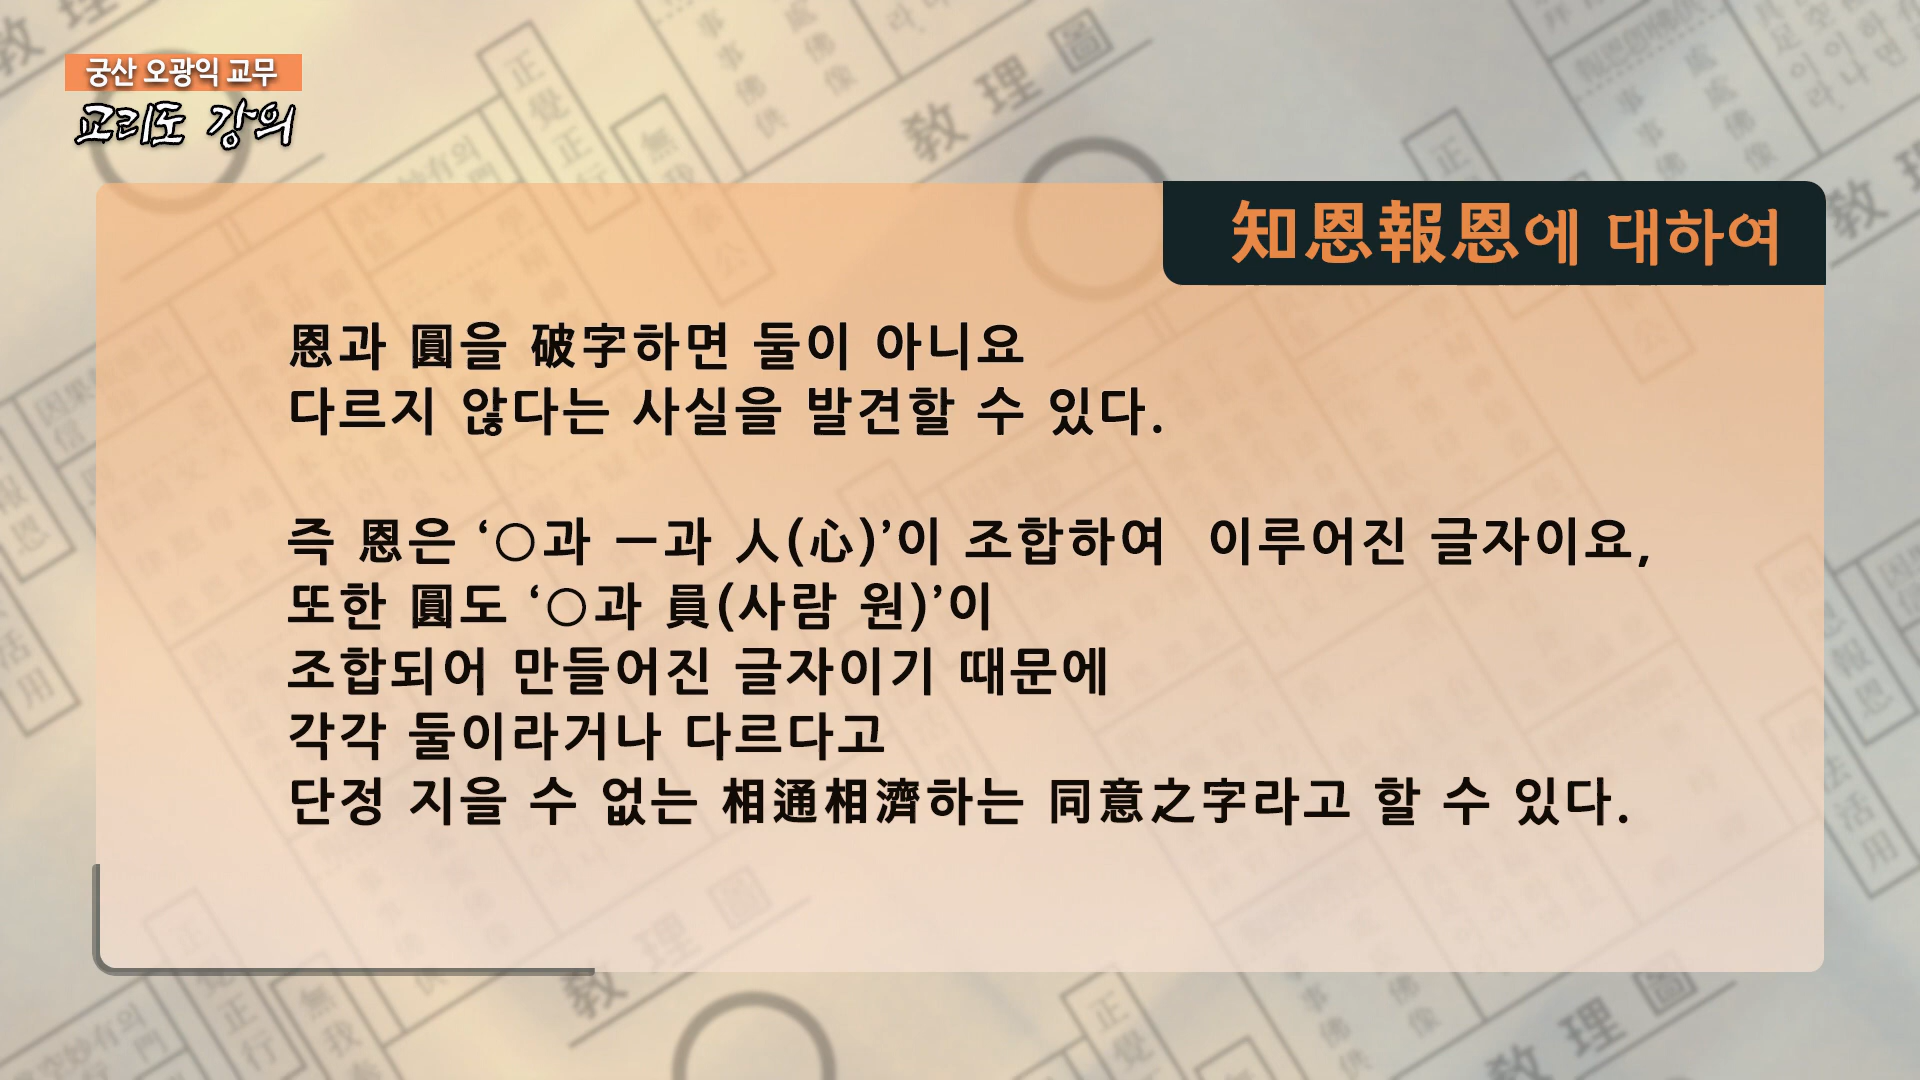 궁산 오광익 교무
교리도 강의
知恩報恩에 대하여
恩과 圓을 破字하면 둘이 아니요
다르지 않다는 사실을 발견할 수 있다.
즉 恩은 ‘○과 一과 人(心)’이 조합하여 이루어진 글자이요,
또한 圓도 ‘○과 員(사람 원)’이
조합되어 만들어진 글자이기 때문에
각각 둘이라거나 다르다고
단정 지을 수 없는 相通相濟하는 同意之字라고 할 수 있다.
敎理圖